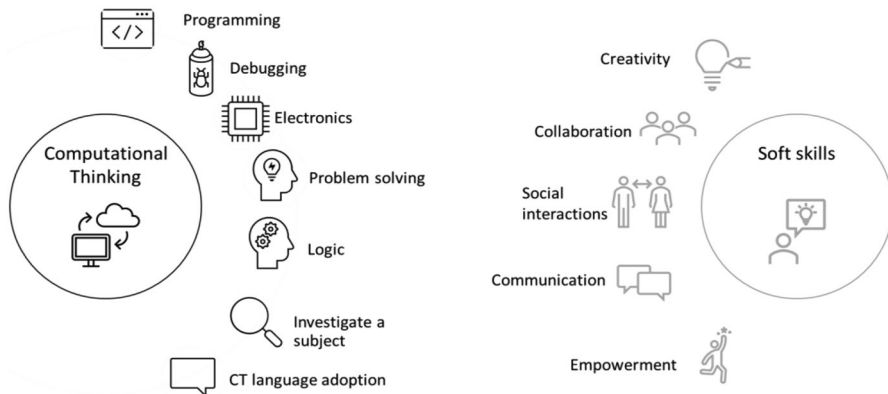 Programming
Debugging
Electronics
Computational
Thinking
Problem solving
Logic
Investigate a
subject
CT language adoption
Creativity
Collaboration
Soft skills
Social
interactions
Communication
Empowerment